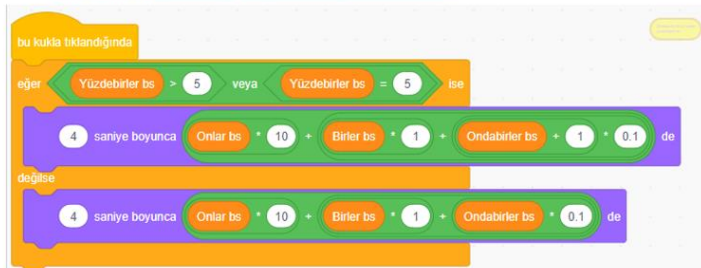 bu kukla tıklandığında
eğer Yüzdebirler bs > 5 veya Yüzdebirler bs = 5 ise
4 saniye boyunca Onlar bs * 10 + Birler bs * 1 + Ondabirler bs + 1 * 0.1 de
değilse
4 saniye boyunca Onlar bs * 10 + Birler bs * 1 + Ondabirler bs * 0.1 de